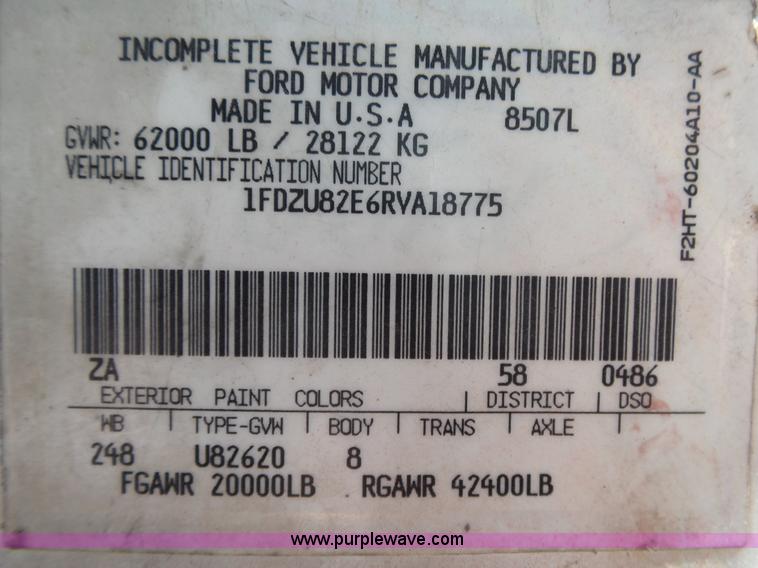 INCOMPLETE VEHICLE MANUFACTURED BY
FORD MOTOR COMPANY
MADE IN U.S.A 8507L
GVWR: 62000 LB / 28122 KG
VEHICLE IDENTIFICATION NUMBER
1FDZU82E6RVA18775
F2HT-60204A10-AA
ZA 58 0486
EXTERIOR PAINT COLORS DISTRICT DSO
WB TYPE-GVW BODY TRANS AXLE
248 U82620 8
FGAWR 20000LB RGAWR 42400LB
www.purplewave.com